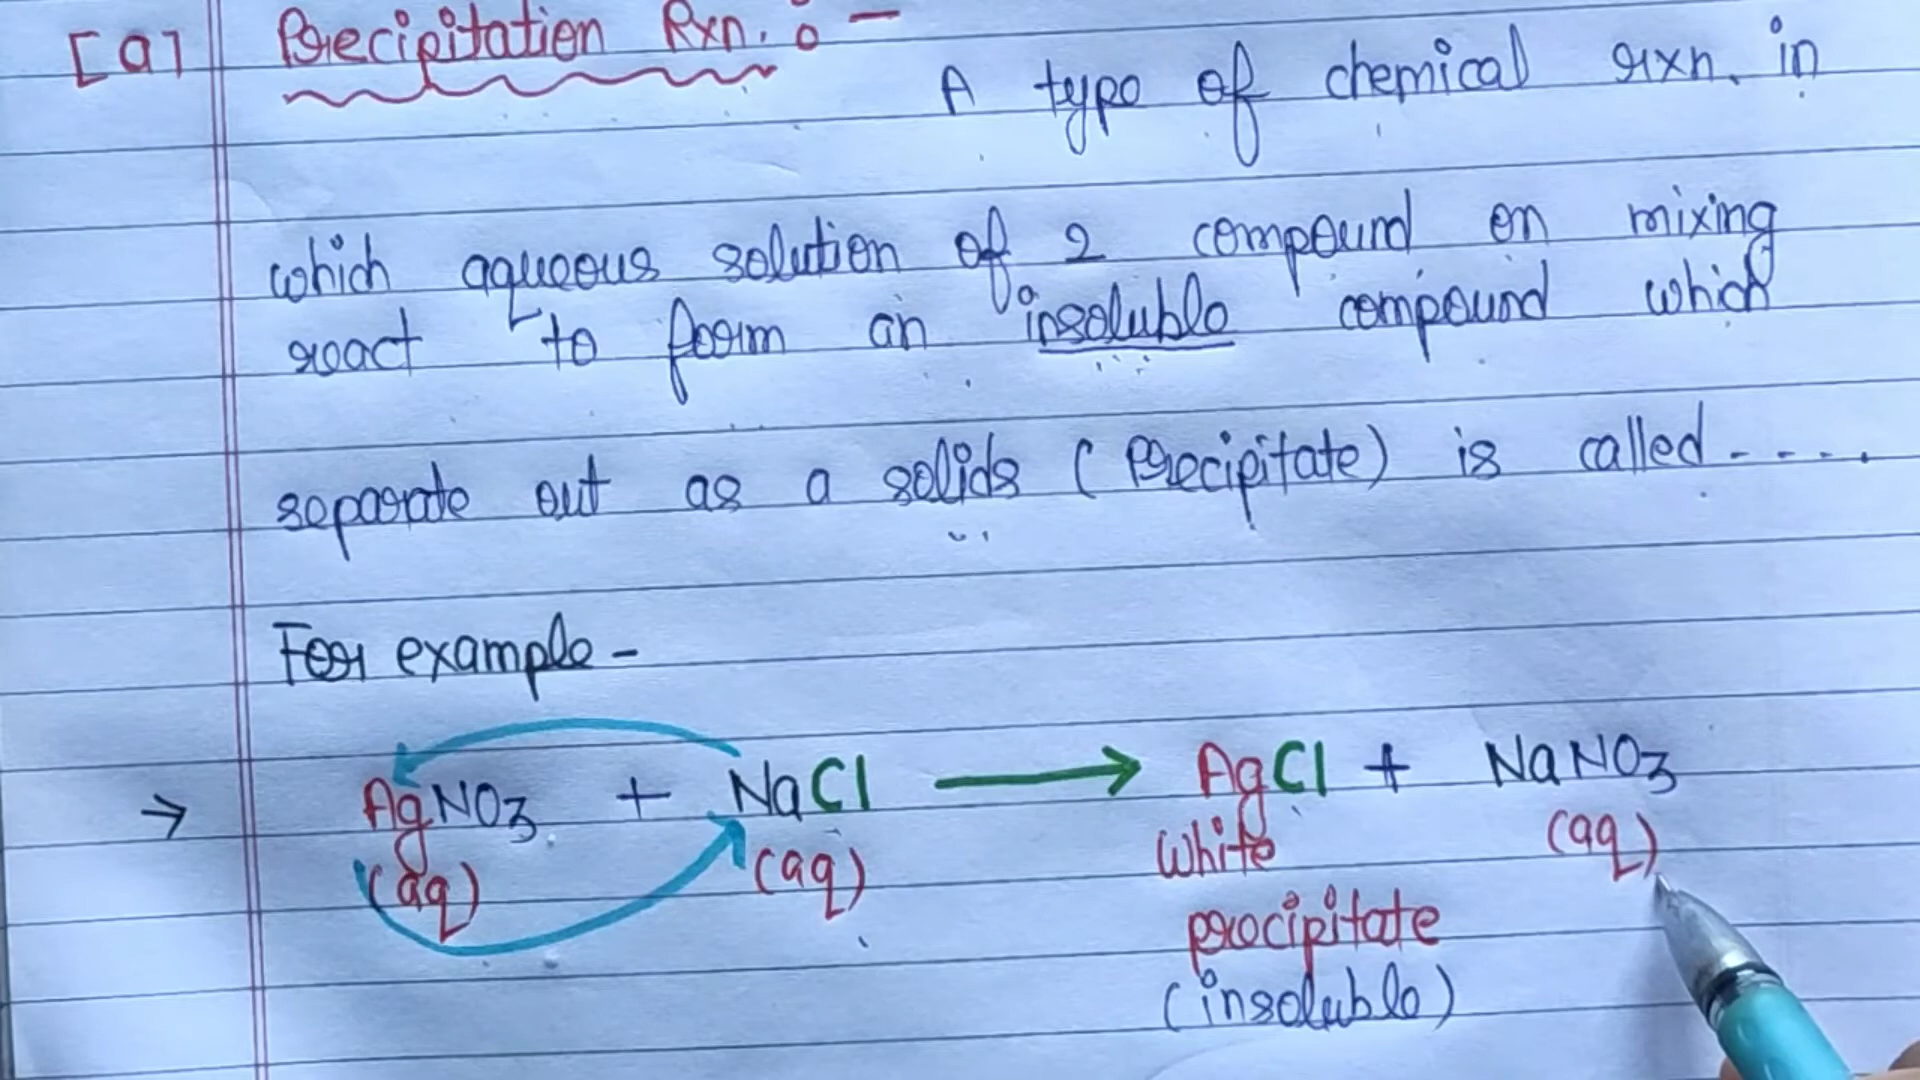 [a] Precipitation Rxn. :-
A type of chemical rxn. in
which aqueous solution of 2 compound on mixing
react to form an insoluble compound which
separate out as a solids (Precipitate) is called - - - -.
For example -
→ AgNO3 + NaCl → AgCl + NaNO3
(aq) (aq) White (aq)
precipitate
(insoluble)